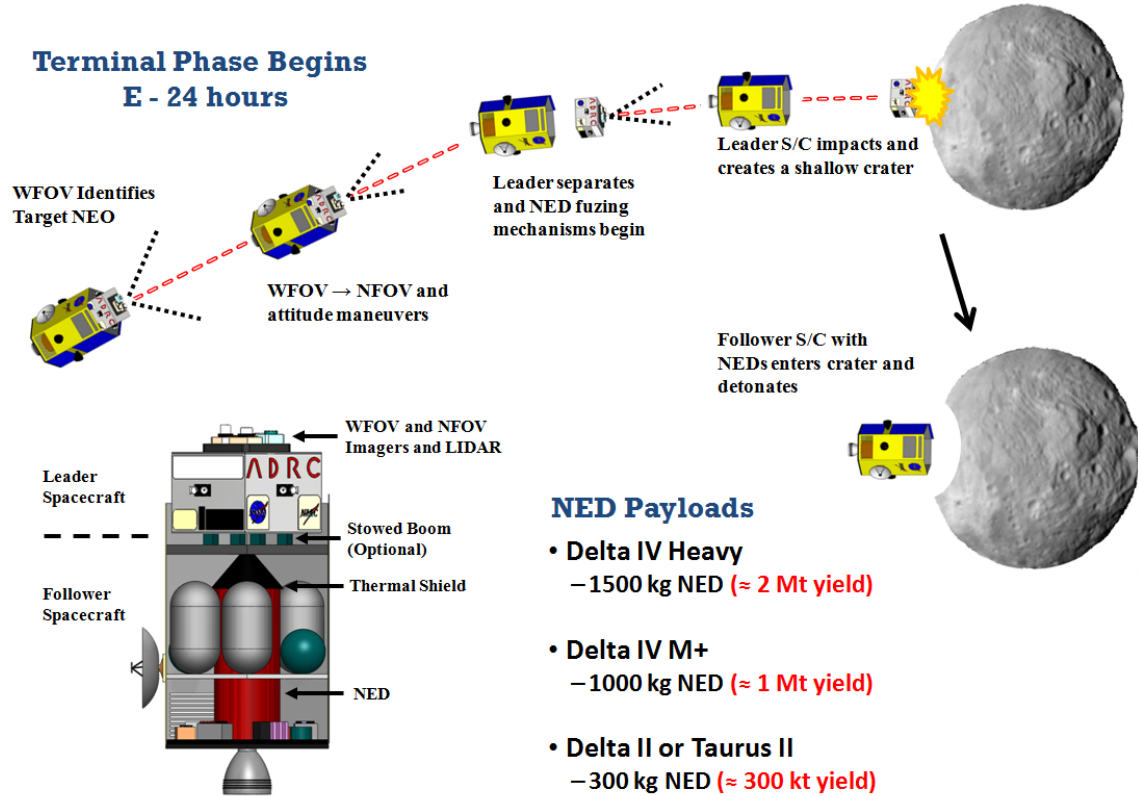 Terminal Phase Begins
E - 24 hours
WFOV Identifies
Target NEO
WFOV → NFOV and
attitude maneuvers
Leader separates
and NED fuzing
mechanisms begin
Leader S/C impacts and
creates a shallow crater
Follower S/C with
NEDs enters crater and
detonates
WFOV and NFOV
Imagers and LIDAR
ADRC
Leader
Spacecraft
Stowed Boom
(Optional)
Thermal Shield
Follower
Spacecraft
NED
NED Payloads
• Delta IV Heavy
–1500 kg NED (≈ 2 Mt yield)
• Delta IV M+
–1000 kg NED (≈ 1 Mt yield)
• Delta II or Taurus II
–300 kg NED (≈ 300 kt yield)